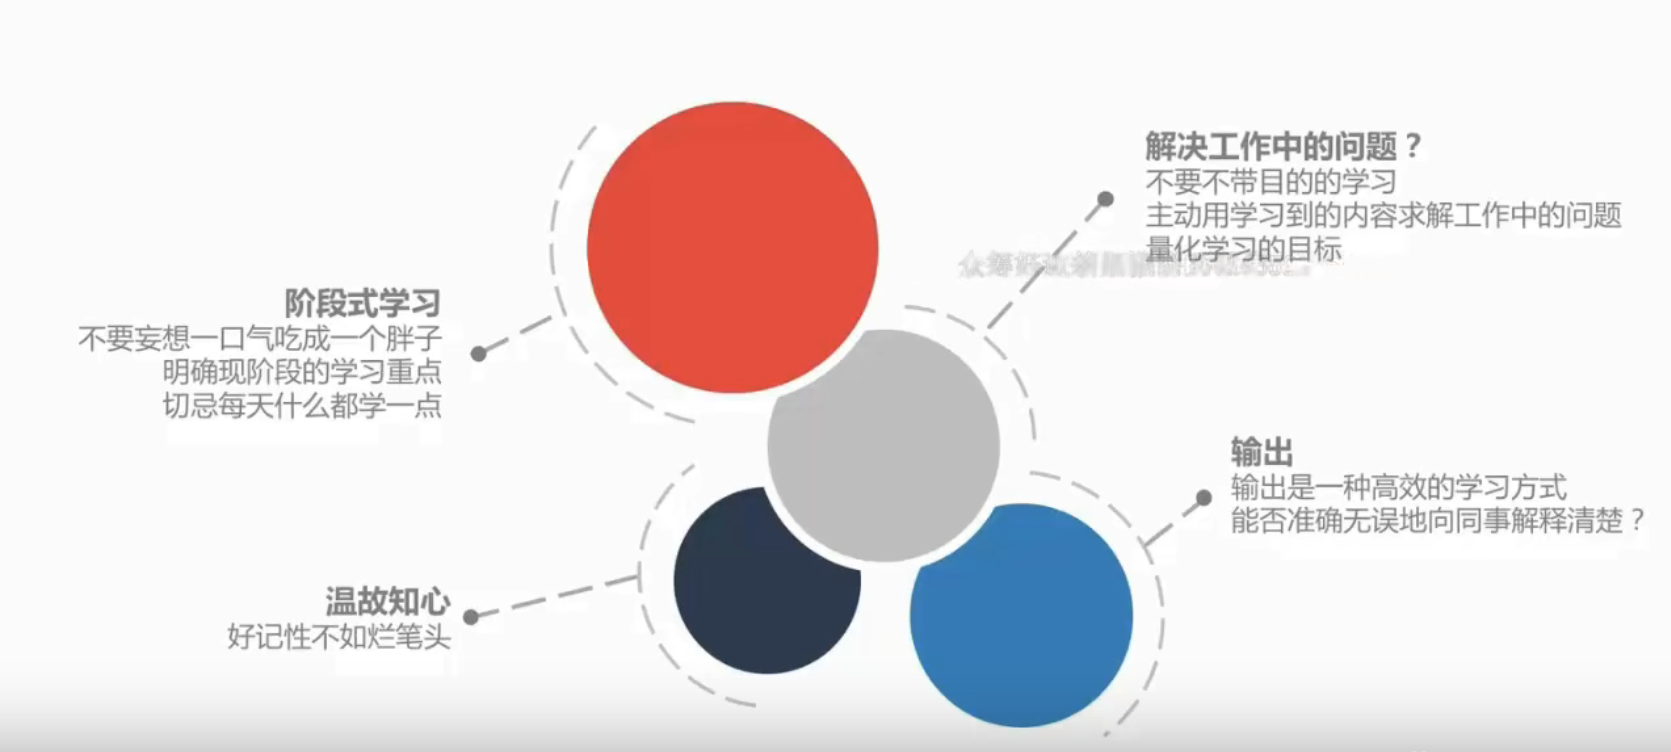 解决工作中的问题？
不要不带目的的学习
主动用学习到的内容求解工作中的问题
量化学习的目标
阶段式学习
不要妄想一口气吃成一个胖子
明确现阶段的学习重点
切忌每天什么都学一点
输出
输出是一种高效的学习方式
能否准确无误地向同事解释清楚？
温故知心
好记性不如烂笔头